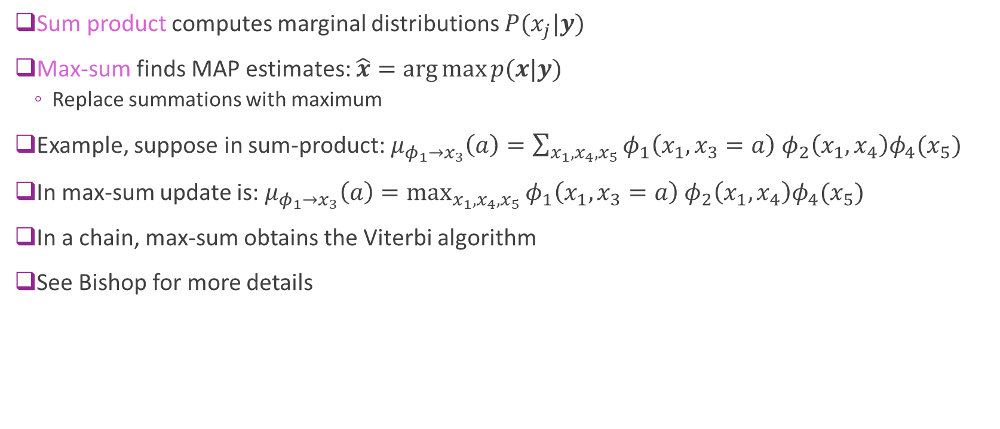 ❑Sum product computes marginal distributions $P(x_j|\boldsymbol{y})$
❑Max-sum finds MAP estimates: $\widehat{\boldsymbol{x}} = \arg\max p(\boldsymbol{x}|\boldsymbol{y})$
◦ Replace summations with maximum
❑Example, suppose in sum-product: $\mu_{\phi_1 \to x_3}(a) = \sum_{x_1,x_4,x_5} \phi_1(x_1, x_3 = a)\, \phi_2(x_1, x_4)\phi_4(x_5)$
❑In max-sum update is: $\mu_{\phi_1 \to x_3}(a) = \max_{x_1,x_4,x_5} \phi_1(x_1, x_3 = a)\, \phi_2(x_1, x_4)\phi_4(x_5)$
❑In a chain, max-sum obtains the Viterbi algorithm
❑See Bishop for more details